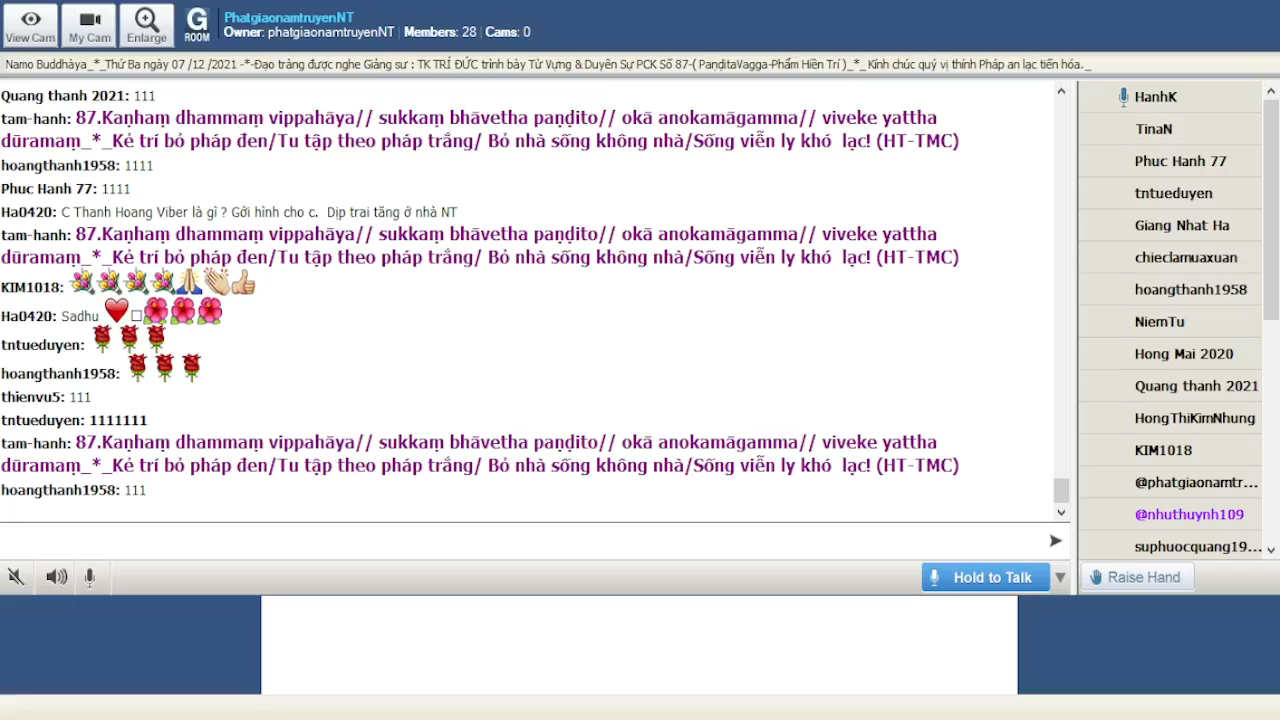 View Cam
My Cam
Enlarge
G
ROOM
PhatgiaonamtruyenNT
Owner: phatgiaonamtruyenNT | Members: 28 | Cams: 0
Namo Buddhàya_*_Thứ Ba ngày 07 /12 /2021 -*-Đạo tràng được nghe Giảng sư : TK TRÍ ĐỨC trình bày Từ Vựng & Duyên Sự PCK Số 87-( PaṇḍitaVagga-Phẩm Hiền Trí )_*_ Kính chúc quý vị thính Pháp an lạc tiến hóa._
Quang thanh 2021: 111
tam-hanh: 87.Kaṇhaṃ dhammaṃ vippahāya// sukkaṃ bhāvetha paṇḍito// okā anokamāgamma// viveke yattha
dūramaṃ_*_Kẻ trí bỏ pháp đen/Tu tập theo pháp trắng/ Bỏ nhà sống không nhà/Sống viễn ly khó lạc! (HT-TMC)
hoangthanh1958: 1111
Phuc Hanh 77: 1111
Ha0420: C Thanh Hoang Viber là gì ? Gởi hình cho c. Dịp trai tăng ở nhà NT
tam-hanh: 87.Kaṇhaṃ dhammaṃ vippahāya// sukkaṃ bhāvetha paṇḍito// okā anokamāgamma// viveke yattha
dūramaṃ_*_Kẻ trí bỏ pháp đen/Tu tập theo pháp trắng/ Bỏ nhà sống không nhà/Sống viễn ly khó lạc! (HT-TMC)
KIM1018:
Ha0420: Sadhu
tntueduyen:
hoangthanh1958:
thienvu5: 111
tntueduyen: 1111111
tam-hanh: 87.Kaṇhaṃ dhammaṃ vippahāya// sukkaṃ bhāvetha paṇḍito// okā anokamāgamma// viveke yattha
dūramaṃ_*_Kẻ trí bỏ pháp đen/Tu tập theo pháp trắng/ Bỏ nhà sống không nhà/Sống viễn ly khó lạc! (HT-TMC)
hoangthanh1958: 111
HanhK
TinaN
Phuc Hanh 77
tntueduyen
Giang Nhat Ha
chieclamuaxuan
hoangthanh1958
NiemTu
Hong Mai 2020
Quang thanh 2021
HongThiKimNhung
KIM1018
@phatgiaonamtr...
@nhuthuynh109
suphuocquang19...
Hold to Talk
Raise Hand